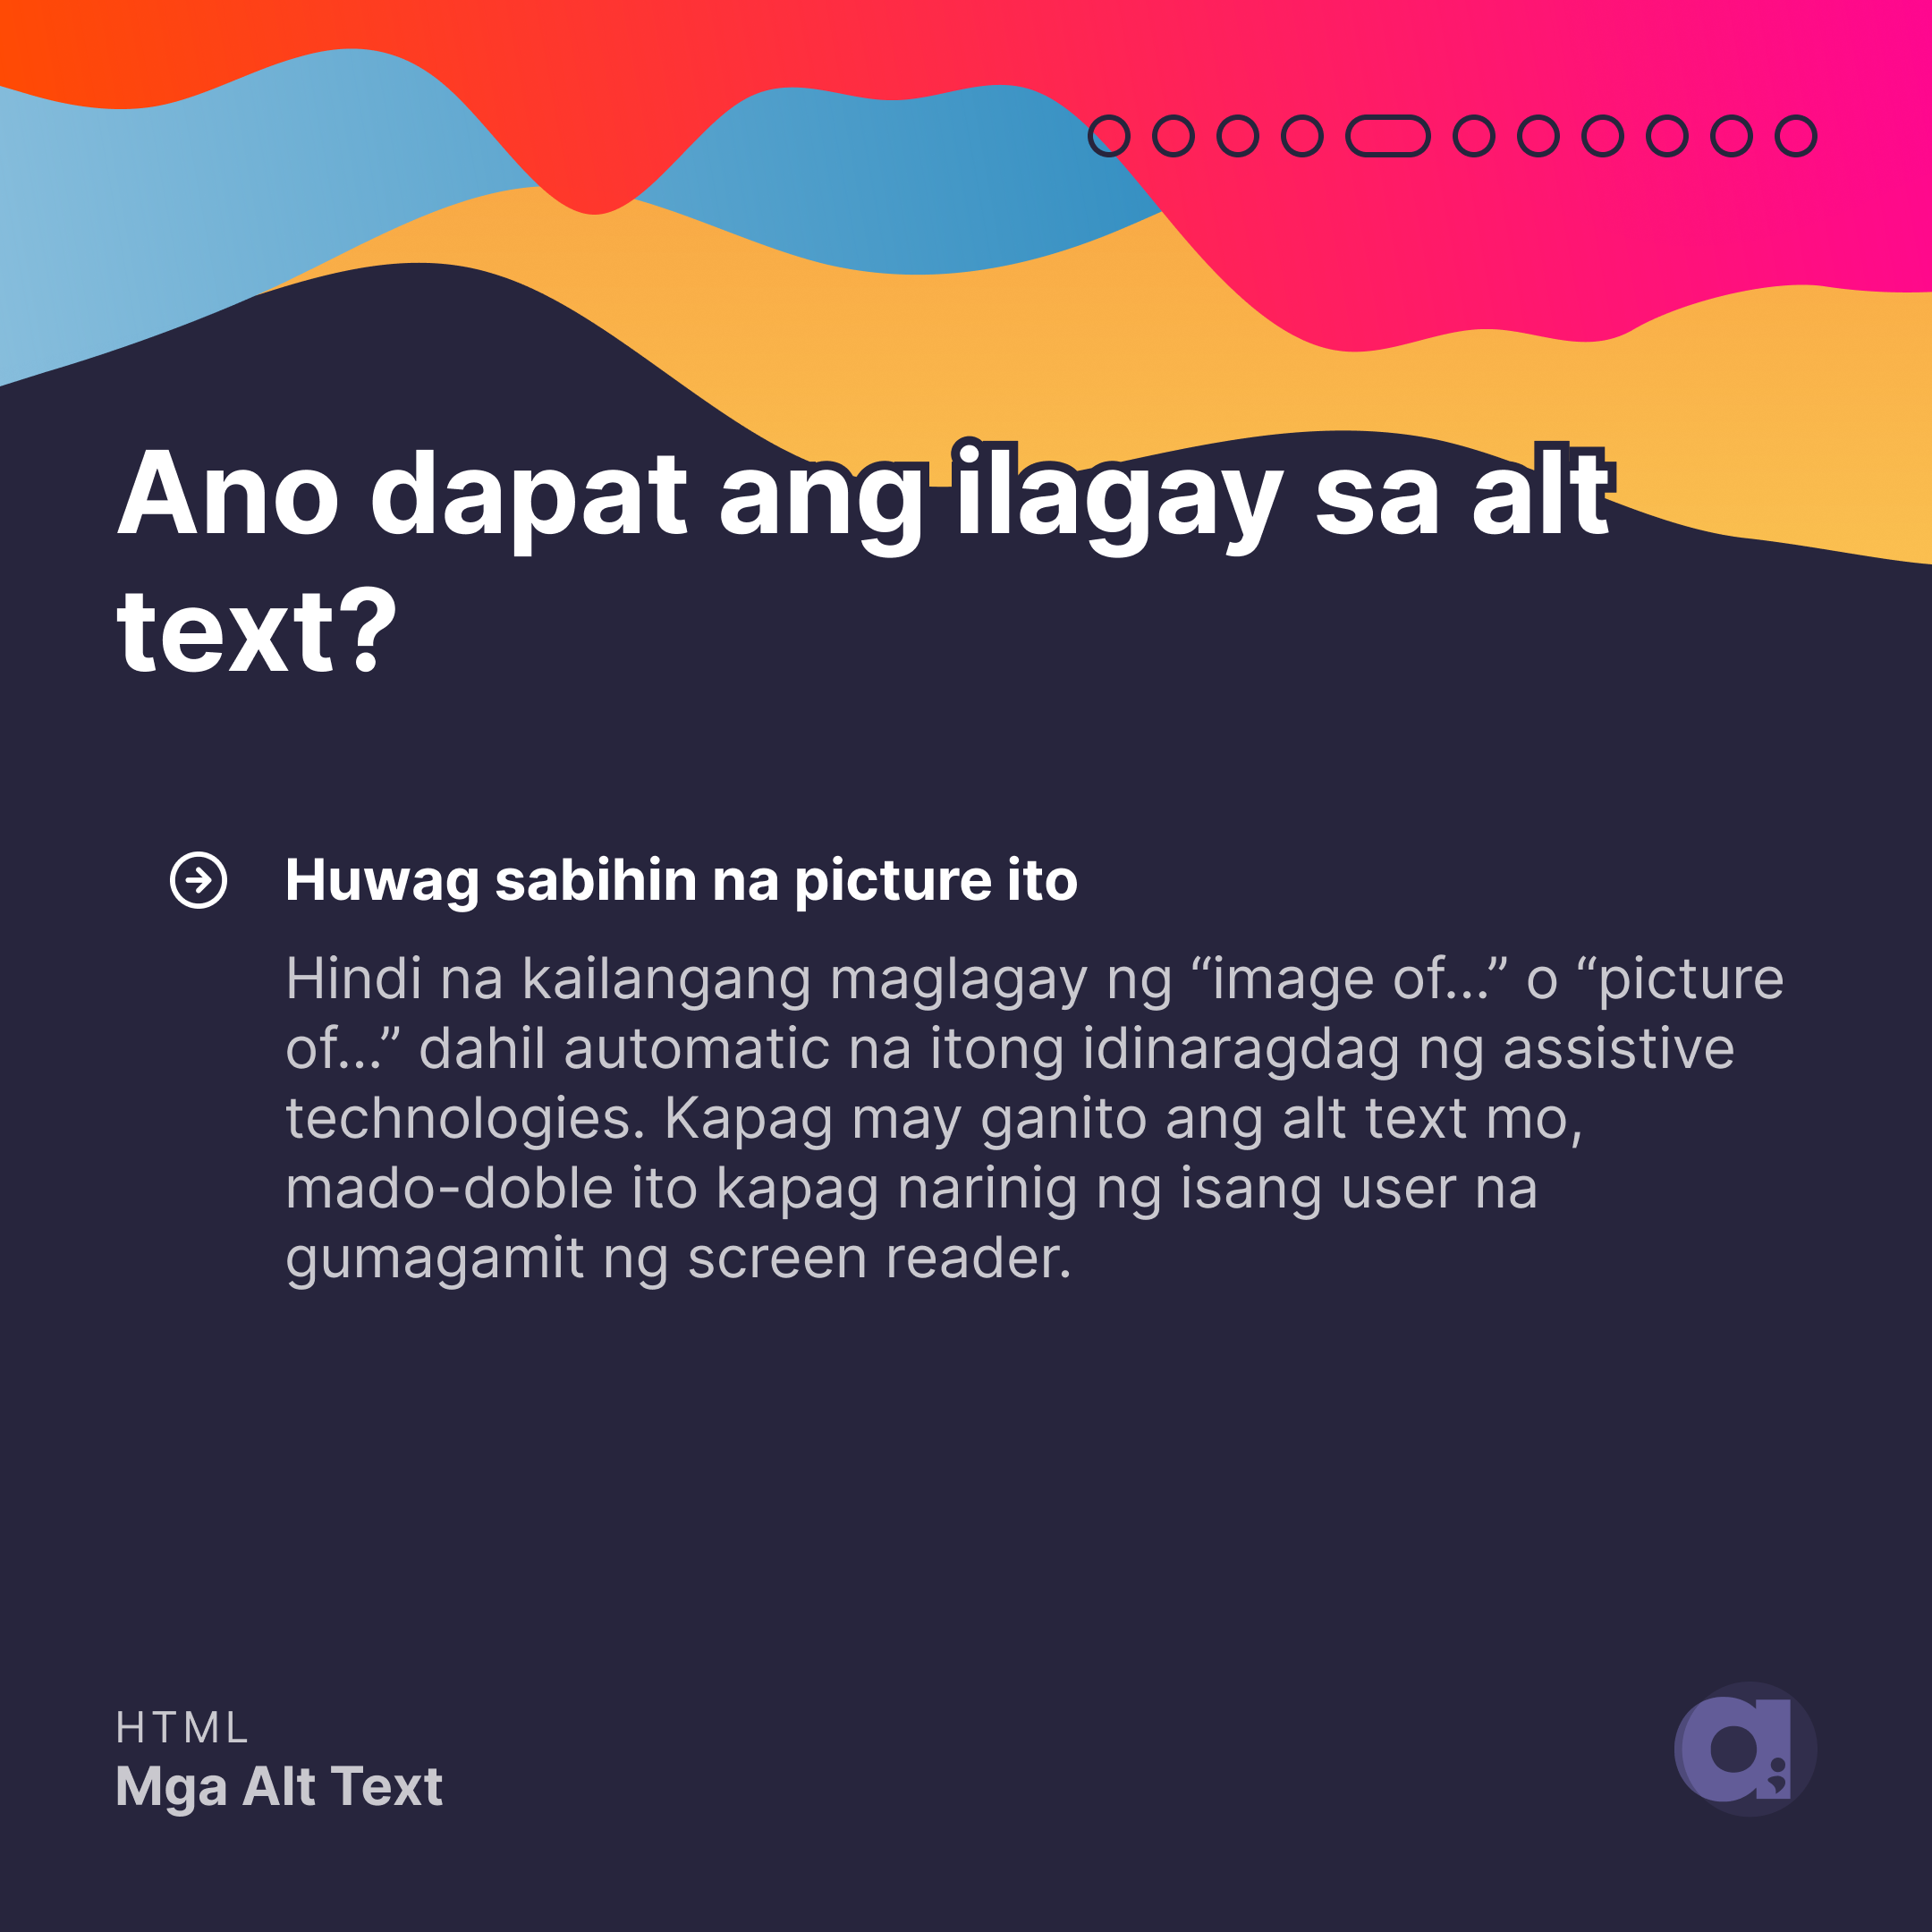 Ano dapat ang ilagay sa alt
text?
Huwag sabihin na picture ito
Hindi na kailangang maglagay ng “image of...” o “picture
of...” dahil automatic na itong idinaragdag ng assistive
technologies. Kapag may ganito ang alt text mo,
mado-doble ito kapag narinig ng isang user na
gumagamit ng screen reader.
HTML
Mga Alt Text
a;